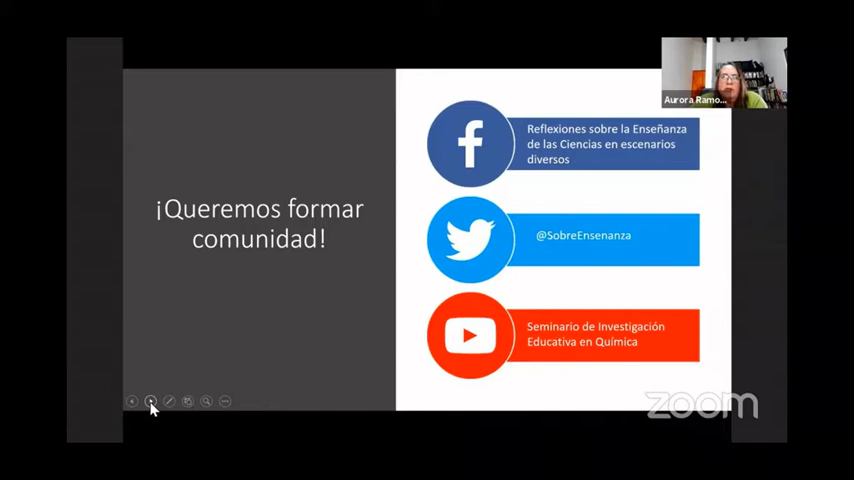 Aurora Ramo...
¡Queremos formar
comunidad!
Reflexiones sobre la Enseñanza
de las Ciencias en escenarios
diversos
@SobreEnsenanza
Seminario de Investigación
Educativa en Química
zoom